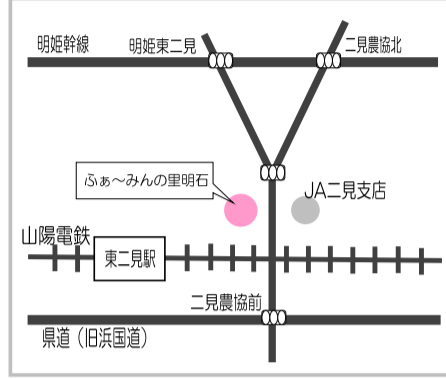 明姫幹線
明姫東二見
二見農協北
ふぁ～みんの里明石
JA二見支店
山陽電鉄
東二見駅
二見農協前
県道（旧浜国道）